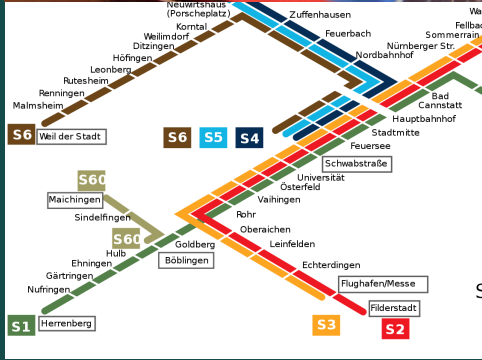 Neuwirtshaus
(Porscheplatz)
Korntal
Weilimdorf
Ditzingen
Höfingen
Leonberg
Rutesheim
Renningen
Malmsheim
S6
Weil der Stadt
Zuffenhausen
Feuerbach
Nordbahnhof
Nürnberger Str.
Sommerrain
Fellba
Wa
Bad
Cannstatt
Hauptbahnhof
Stadtmitte
Feuersee
Schwabstraße
S6
S5
S4
Universität
Österfeld
Vaihingen
Rohr
Oberaichen
Leinfelden
Echterdingen
Flughafen/Messe
Filderstadt
S3
S2
S60
Maichingen
Sindelfingen
S60
Goldberg
Böblingen
Hulb
Ehningen
Gärtringen
Nufringen
S1
Herrenberg
S